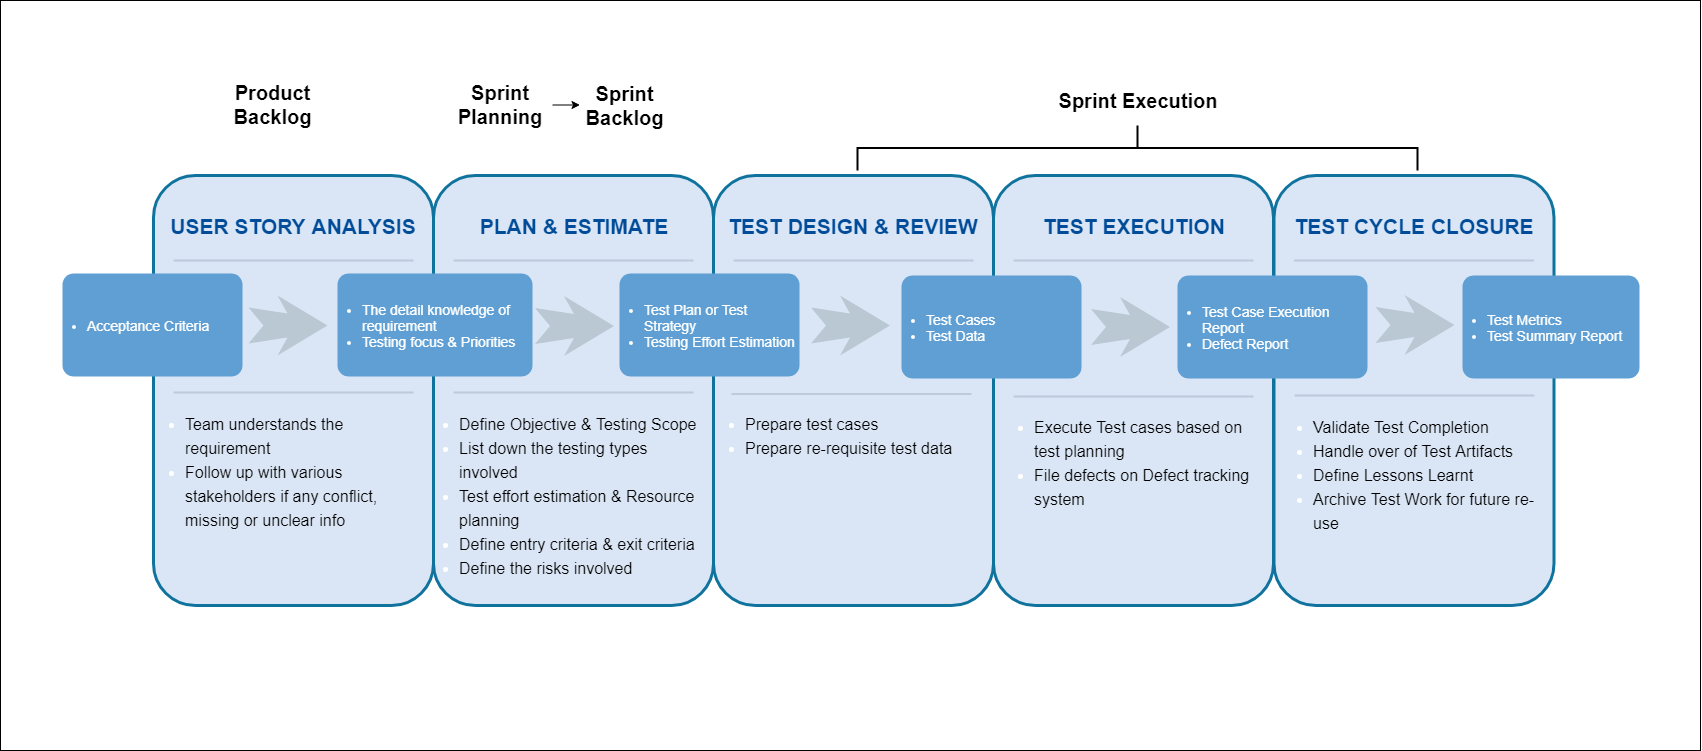 Product
Backlog
Sprint
Planning
Sprint
Backlog
Sprint Execution
USER STORY ANALYSIS
PLAN & ESTIMATE
TEST DESIGN & REVIEW
TEST EXECUTION
TEST CYCLE CLOSURE
• Acceptance Criteria
• The detail knowledge of
requirement
• Testing focus & Priorities
• Test Plan or Test
Strategy
• Testing Effort Estimation
• Test Cases
• Test Data
• Test Case Execution
Report
• Defect Report
• Test Metrics
• Test Summary Report
• Team understands the
requirement
• Follow up with various
stakeholders if any conflict,
missing or unclear info
• Define Objective & Testing Scope
• List down the testing types
involved
• Test effort estimation & Resource
planning
• Define entry criteria & exit criteria
• Define the risks involved
• Prepare test cases
• Prepare re-requisite test data
• Execute Test cases based on
test planning
• File defects on Defect tracking
system
• Validate Test Completion
• Handle over of Test Artifacts
• Define Lessons Learnt
• Archive Test Work for future re-
use